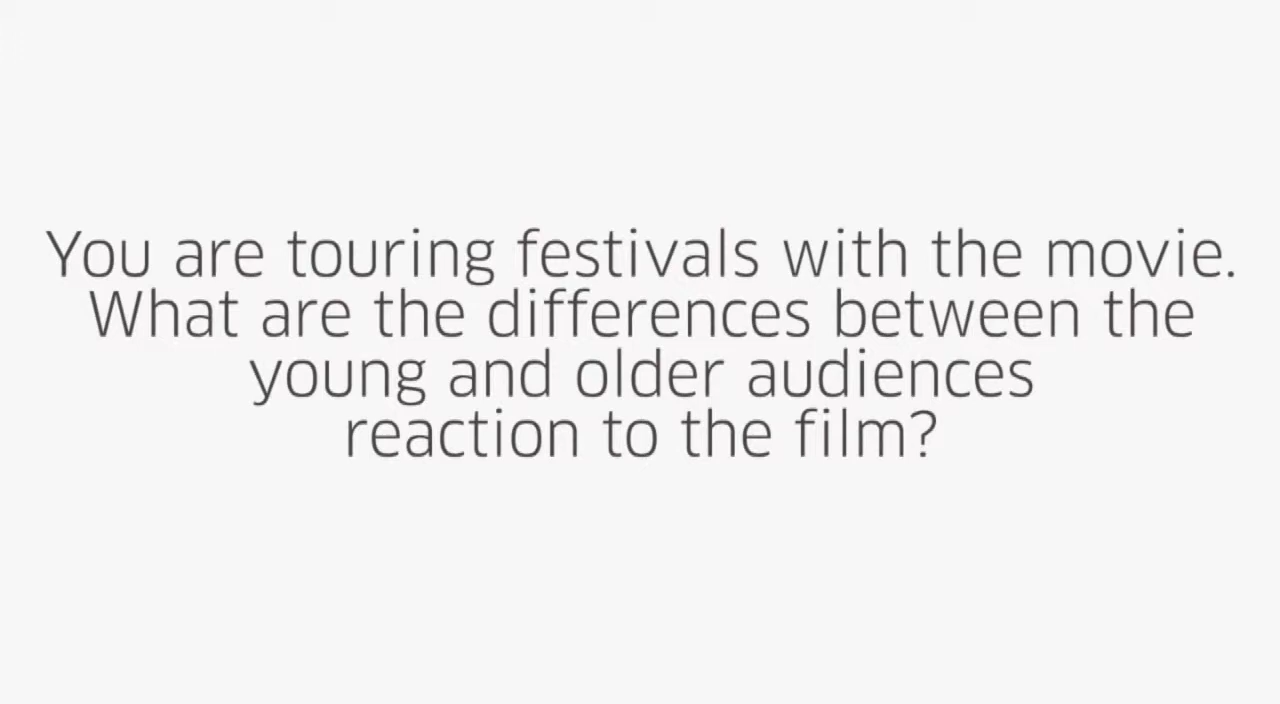 You are touring festivals with the movie.
What are the differences between the
young and older audiences
reaction to the film?